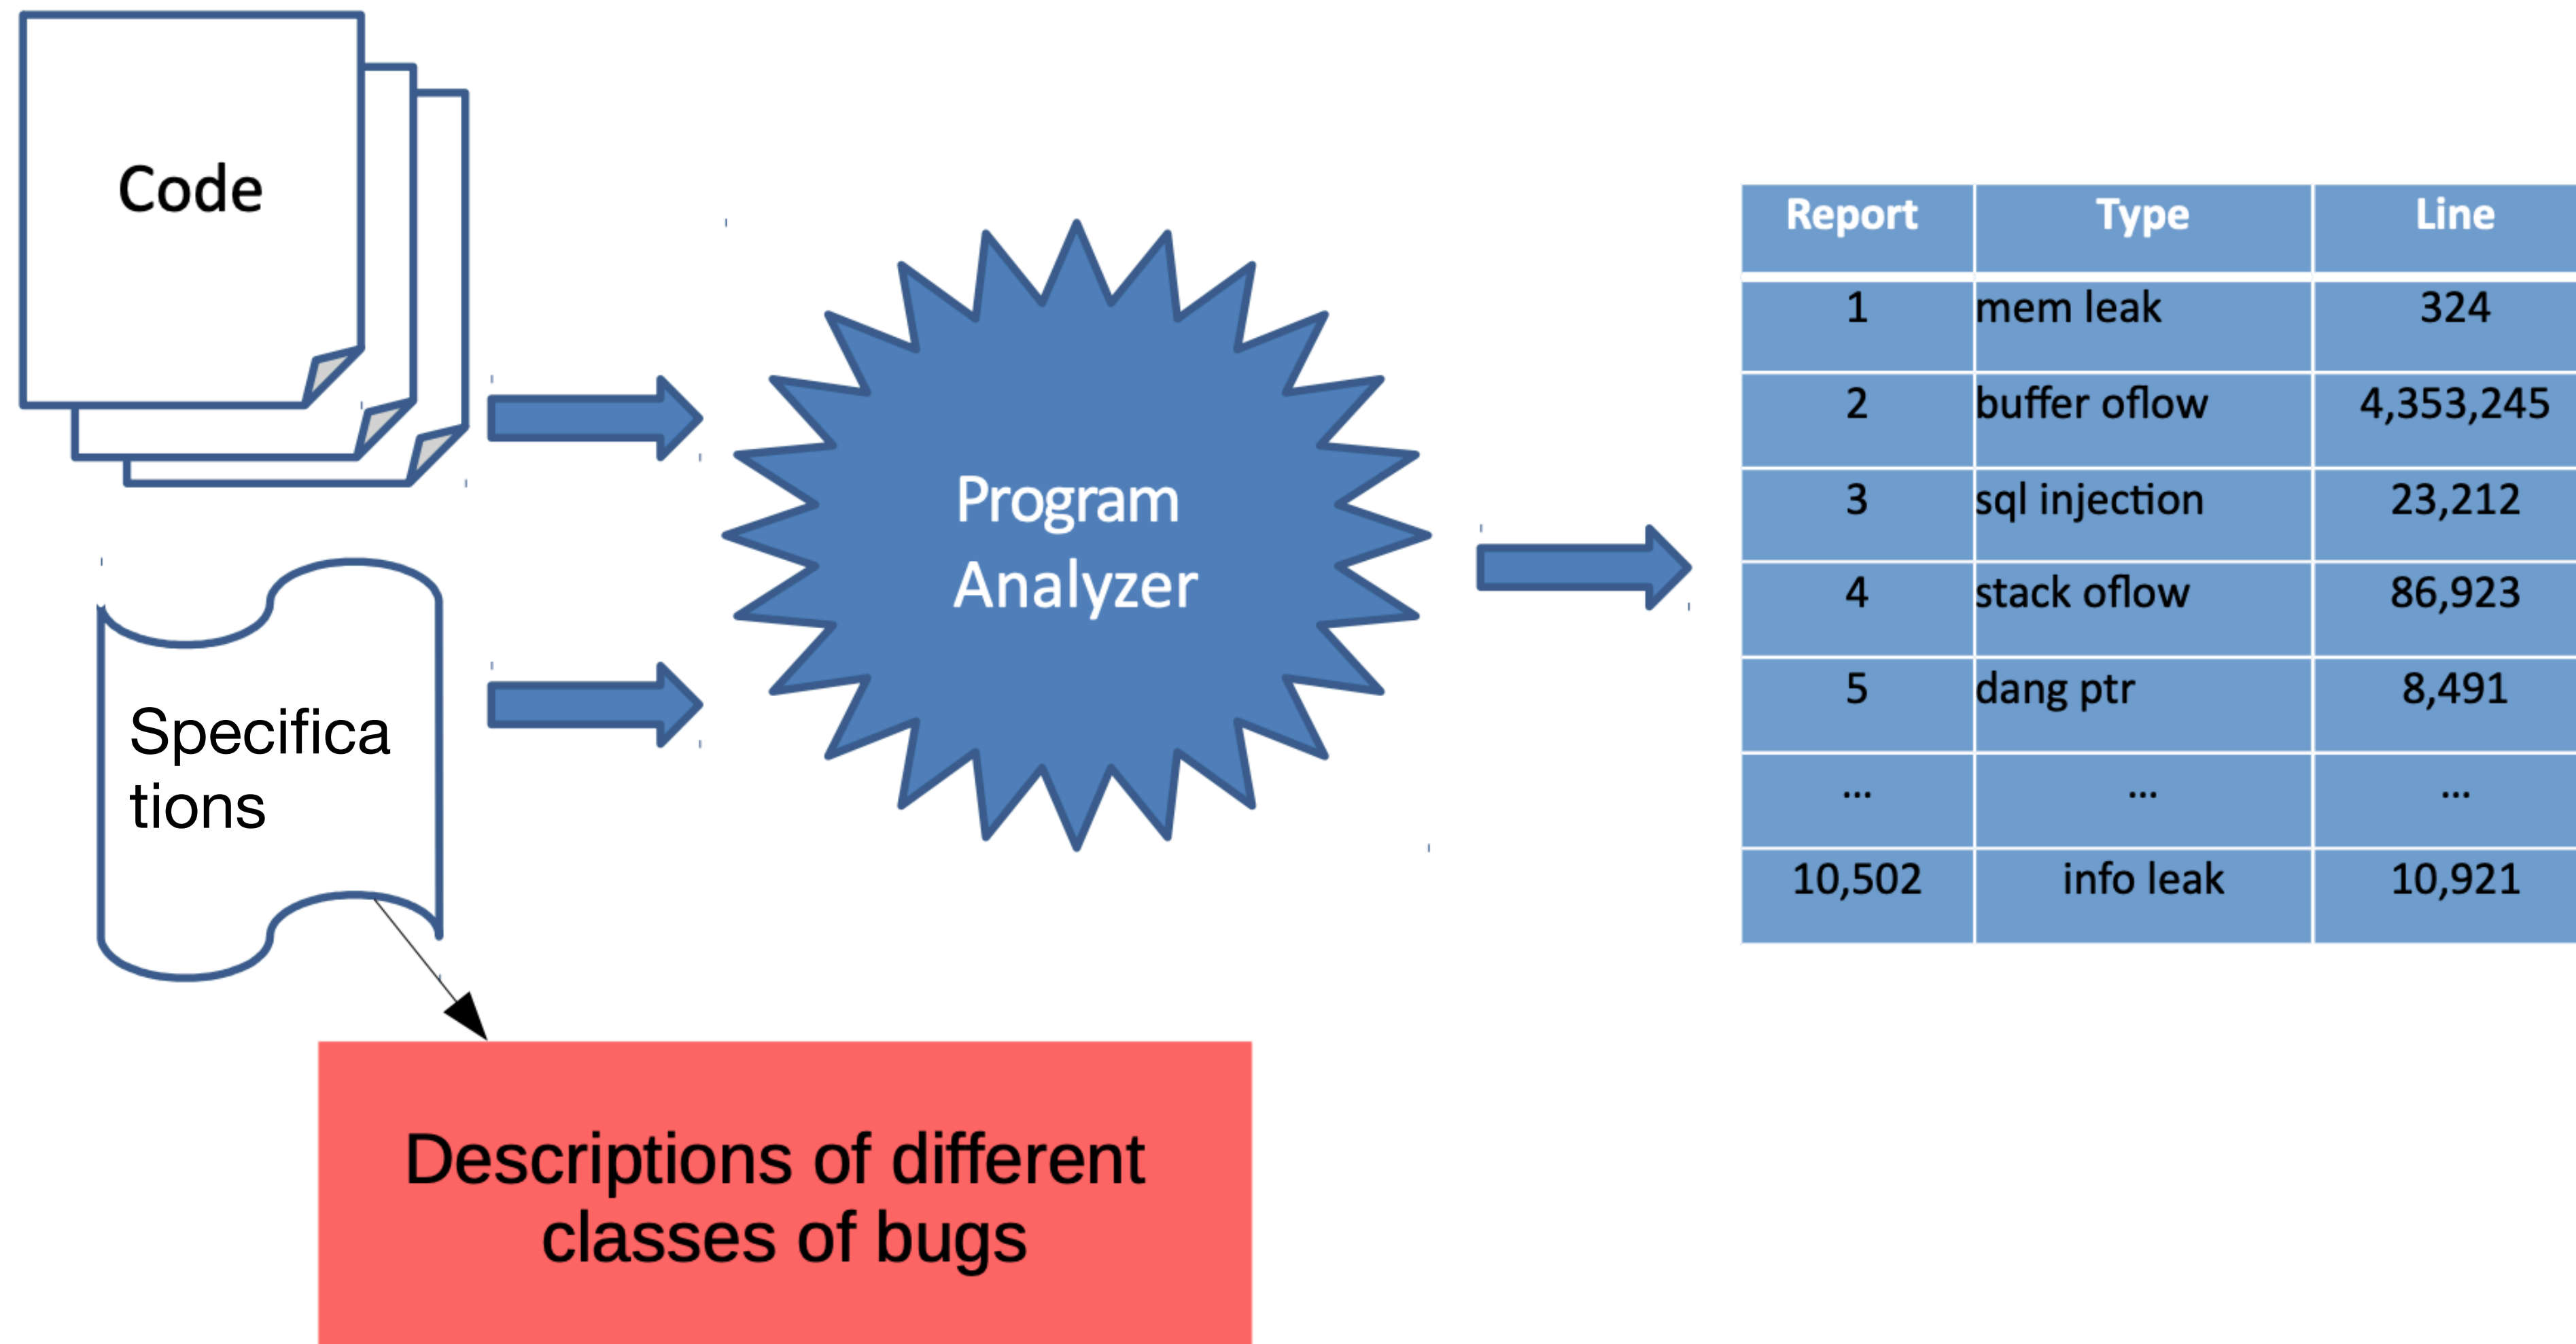 Code
Specifica
tions
Program
Analyzer
Report Type Line
1 mem leak 324
2 buffer oflow 4,353,245
3 sql injection 23,212
4 stack oflow 86,923
5 dang ptr 8,491
... ... ...
10,502 info leak 10,921
Descriptions of different
classes of bugs